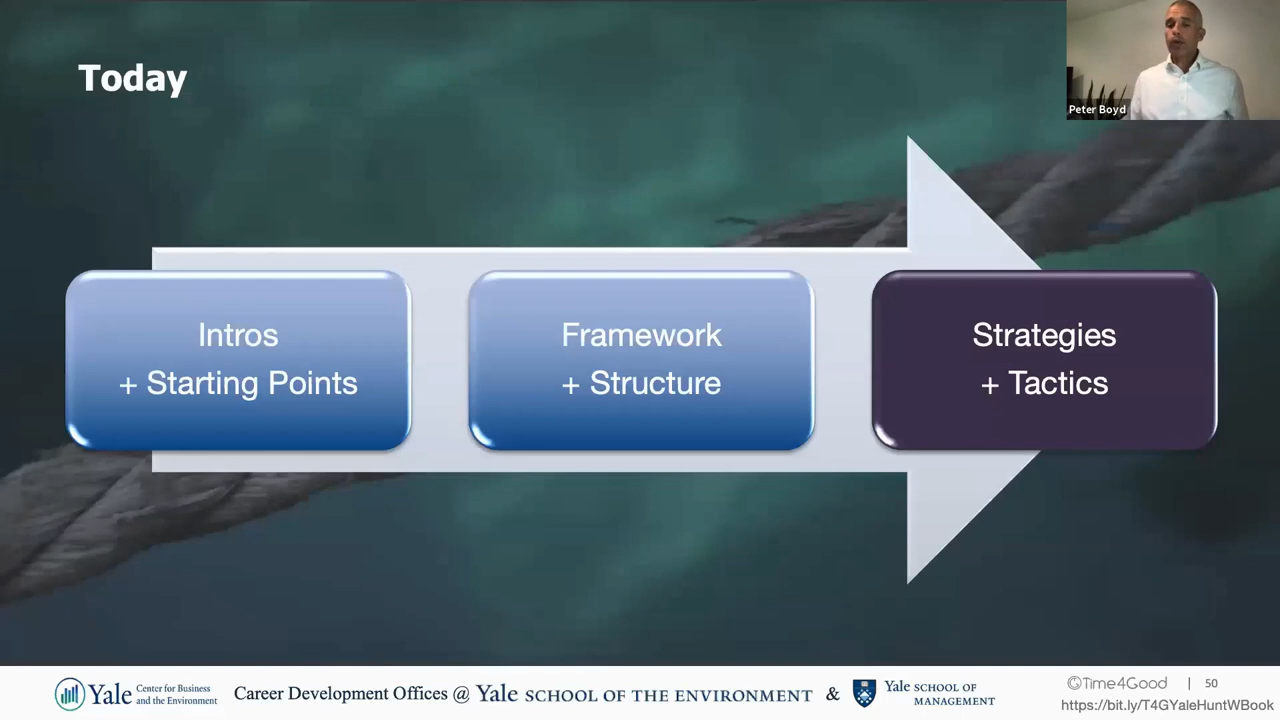 Today
Peter Boyd
Intros
+ Starting Points
Framework
+ Structure
Strategies
+ Tactics
Yale Center for Business and the Environment
Career Development Offices @ Yale SCHOOL OF THE ENVIRONMENT & Yale SCHOOL OF MANAGEMENT
©Time4Good | 50
https://bit.ly/T4GYaleHuntWBook